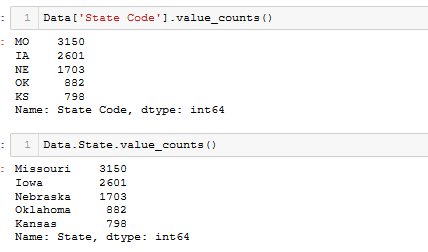 : 1 Data['State Code'].value_counts()
: MO 3150
IA 2601
NE 1703
OK 882
KS 798
Name: State Code, dtype: int64
: 1 Data.State.value_counts()
: Missouri 3150
Iowa 2601
Nebraska 1703
Oklahoma 882
Kansas 798
Name: State, dtype: int64